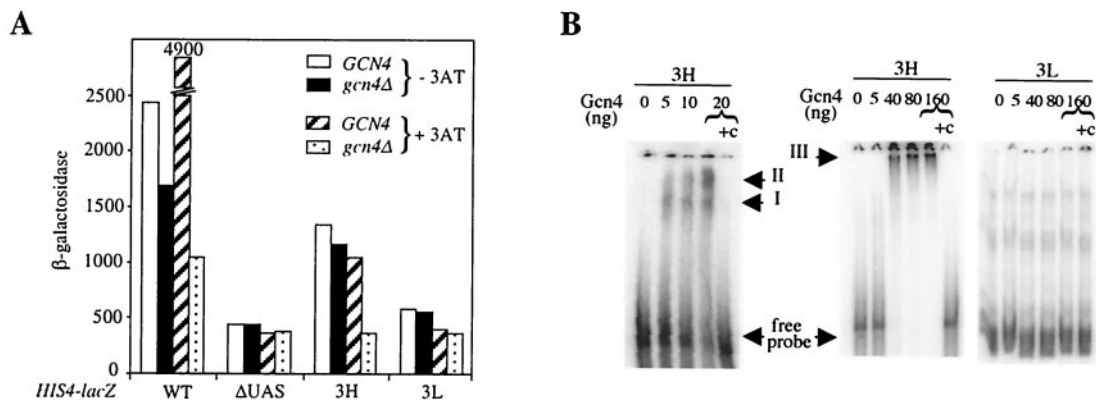 A
4900
GCN4
gcn4Δ
} - 3AT
GCN4
gcn4Δ
} + 3AT
2500
2000
1500
1000
500
0
β-galactosidase
HIS4-lacZ WT ΔUAS 3H 3L
B
3H 3H 3L
Gcn4 (ng) 0 5 10 20 +c
Gcn4 (ng) 0 5 40 80 160 +c
0 5 40 80 160 +c
III
II
I
free
probe